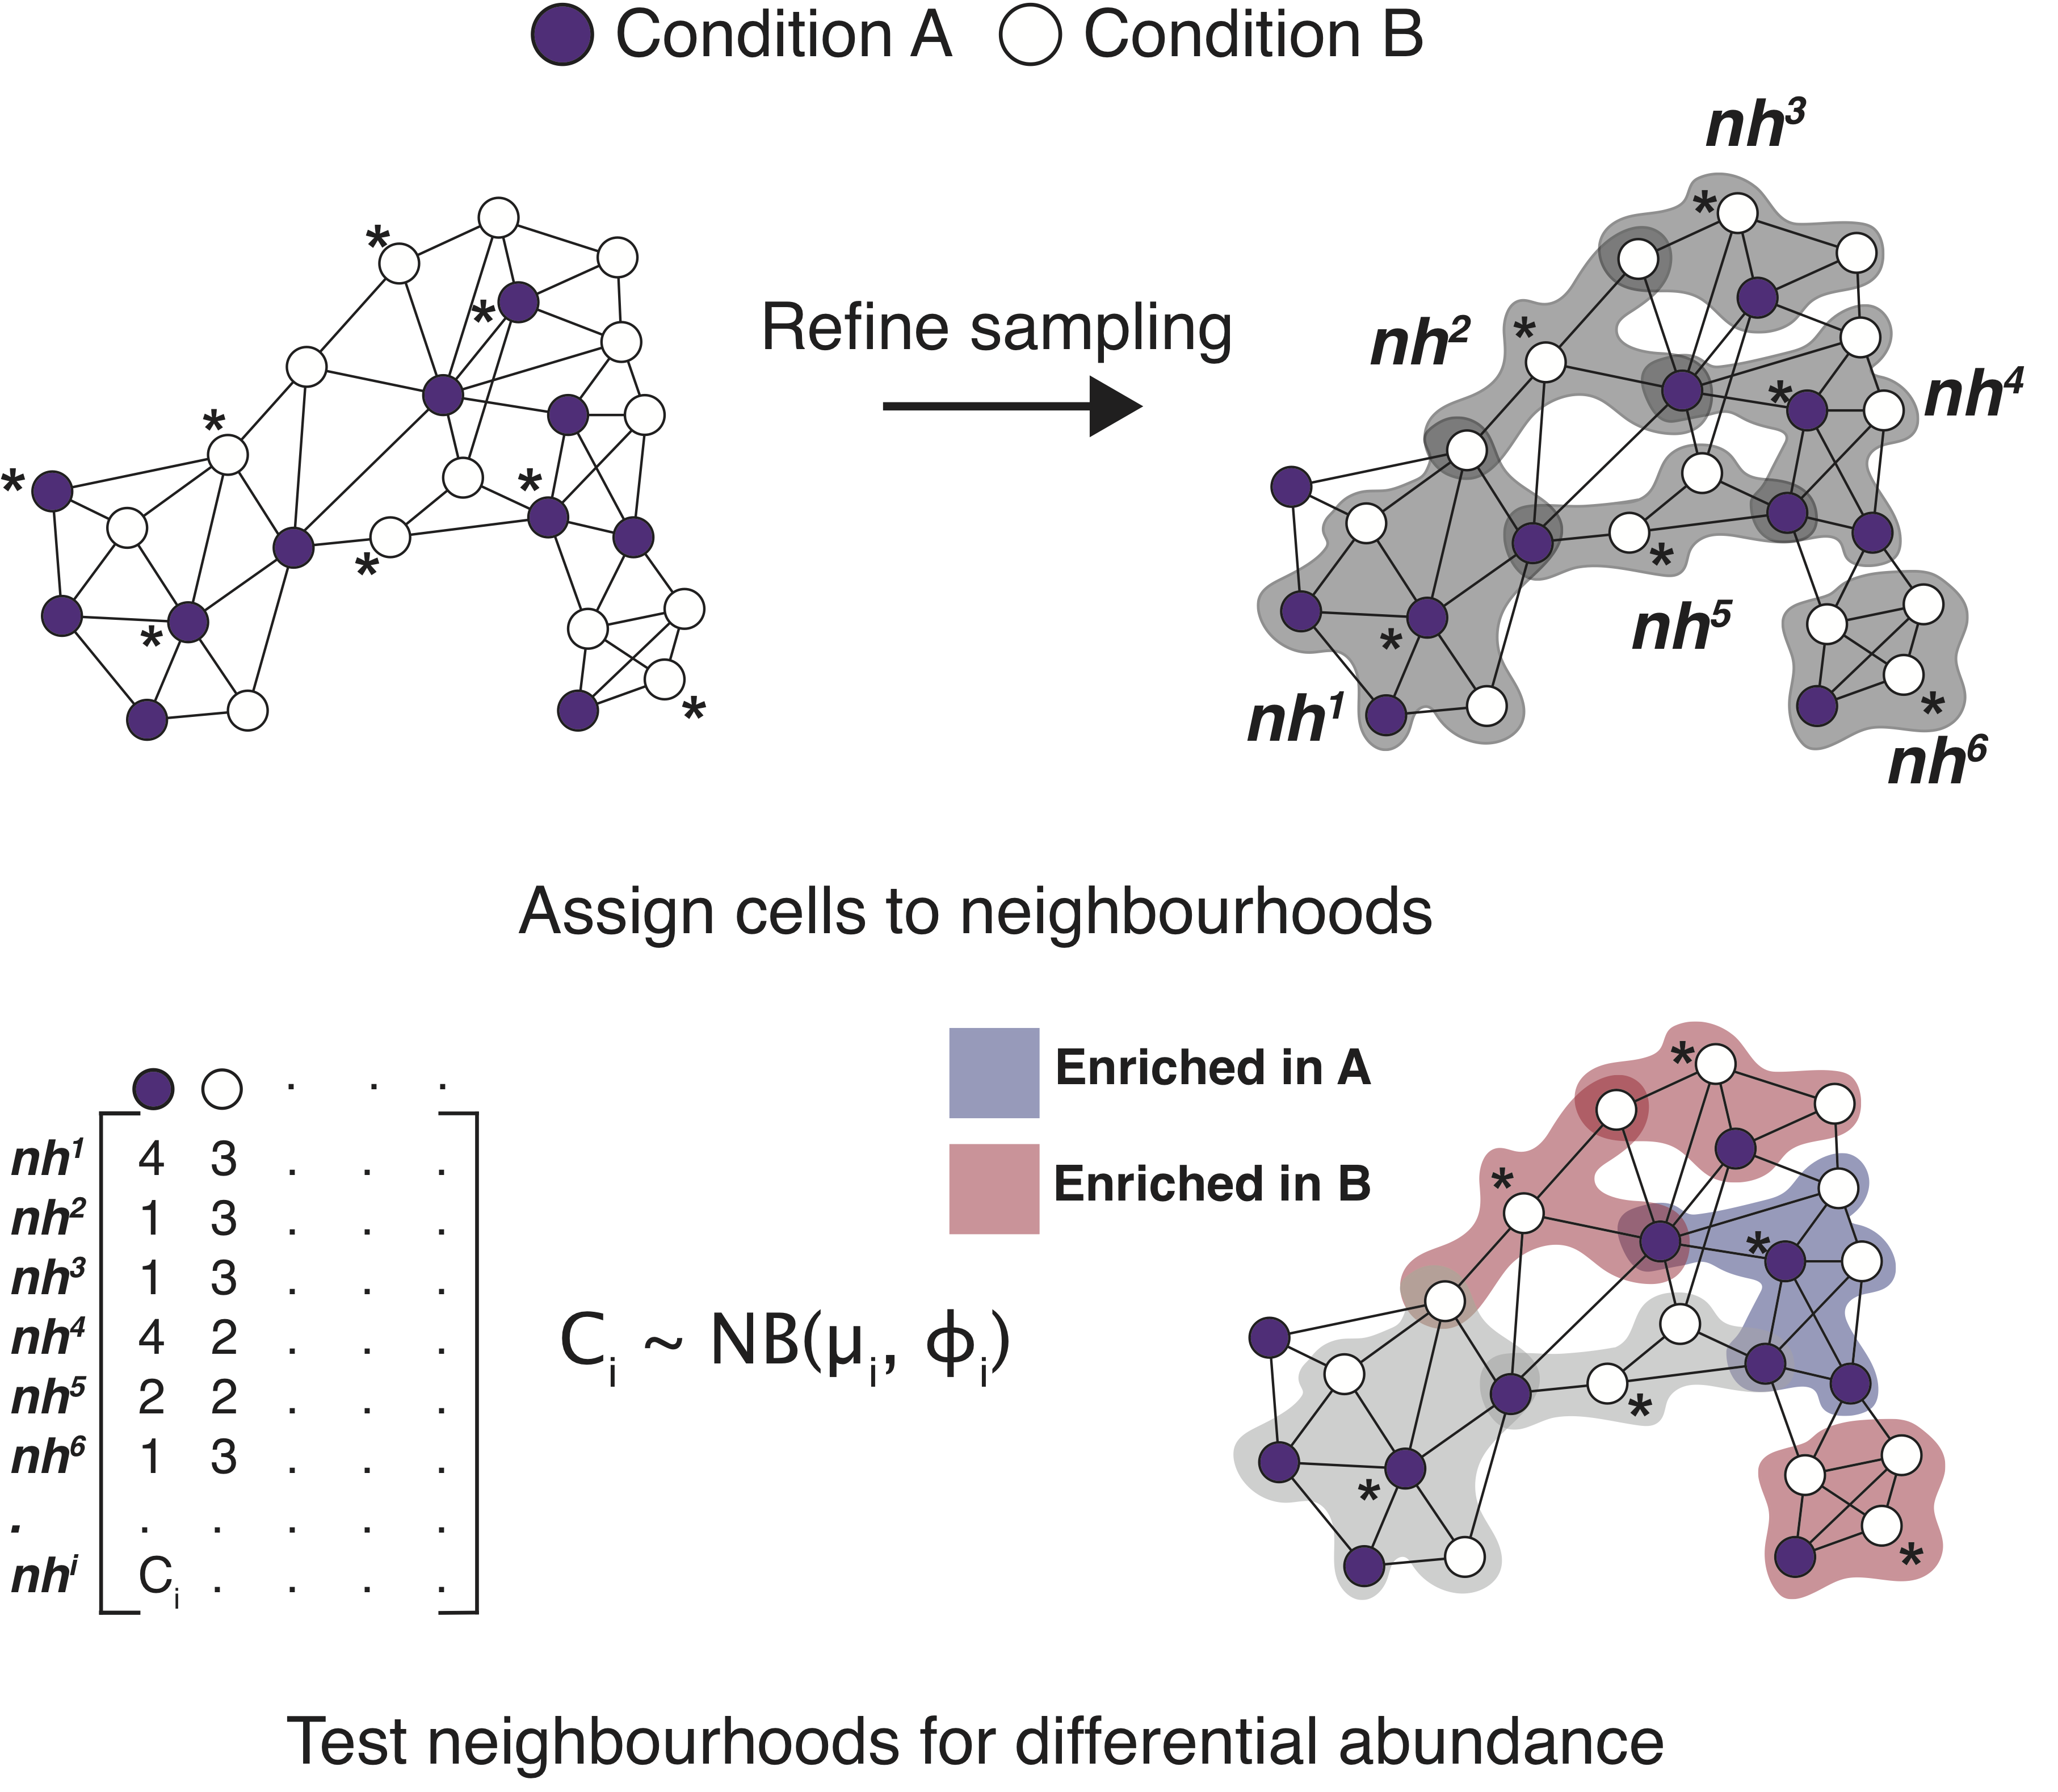 Condition A Condition B
nh³
Refine sampling
nh²
nh⁴
nh⁵
nh¹
nh⁶
Assign cells to neighbourhoods
Enriched in A
Enriched in B
nh¹ 4 3 . . .
nh² 1 3 . . .
nh³ 1 3 . . .
nh⁴ 4 2 . . .
nh⁵ 2 2 . . .
nh⁶ 1 3 . . .
. . . . . .
nhⁱ Cᵢ . . . .
Cᵢ ~ NB(μᵢ, ϕᵢ)
Test neighbourhoods for differential abundance